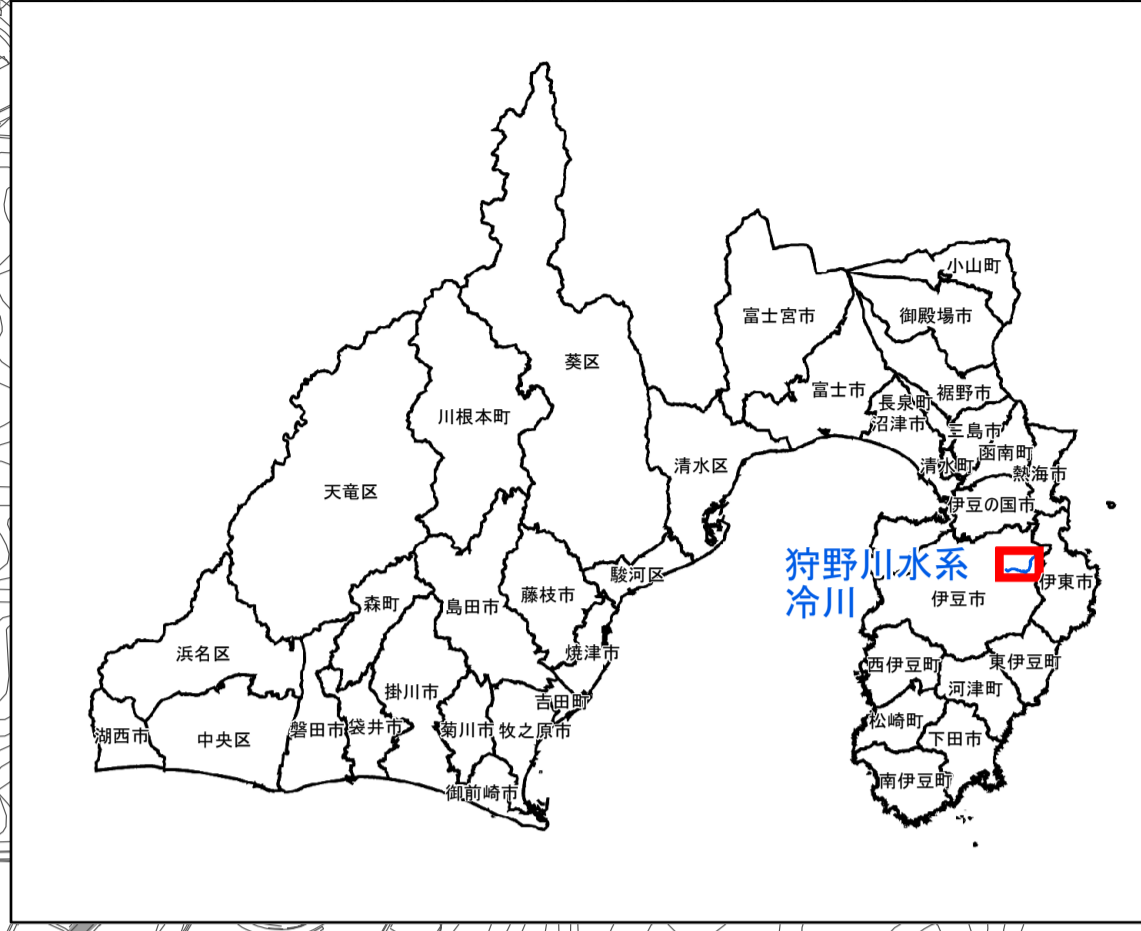 小山町
富士宮市
御殿場市
葵区
富士市
裾野市
長泉町
川根本町
沼津市
三島市
函南町
清水区
清水町
熱海市
天竜区
伊豆の国市
狩野川水系
冷川
駿河区
伊東市
藤枝市
伊豆市
森町
島田市
浜名区
焼津市
西伊豆町
東伊豆町
掛川市
河津町
吉田町
松崎町
湖西市
中央区
磐田市
袋井市
菊川市
牧之原市
下田市
南伊豆町
御前崎市